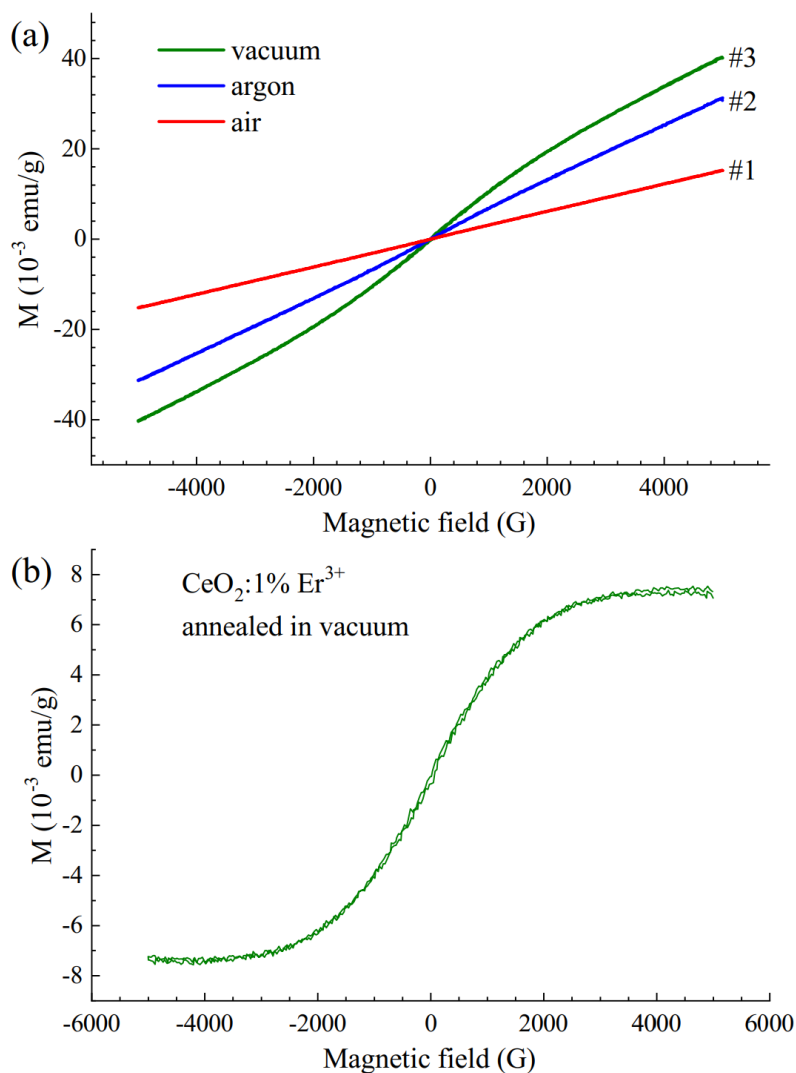 (a)
vacuum
argon
air
#3
#2
#1
40
20
0
-20
-40
M (10⁻³ emu/g)
-4000 -2000 0 2000 4000
Magnetic field (G)
(b)
CeO₂:1% Er³⁺
annealed in vacuum
8
6
4
2
0
-2
-4
-6
-8
M (10⁻³ emu/g)
-6000 -4000 -2000 0 2000 4000 6000
Magnetic field (G)